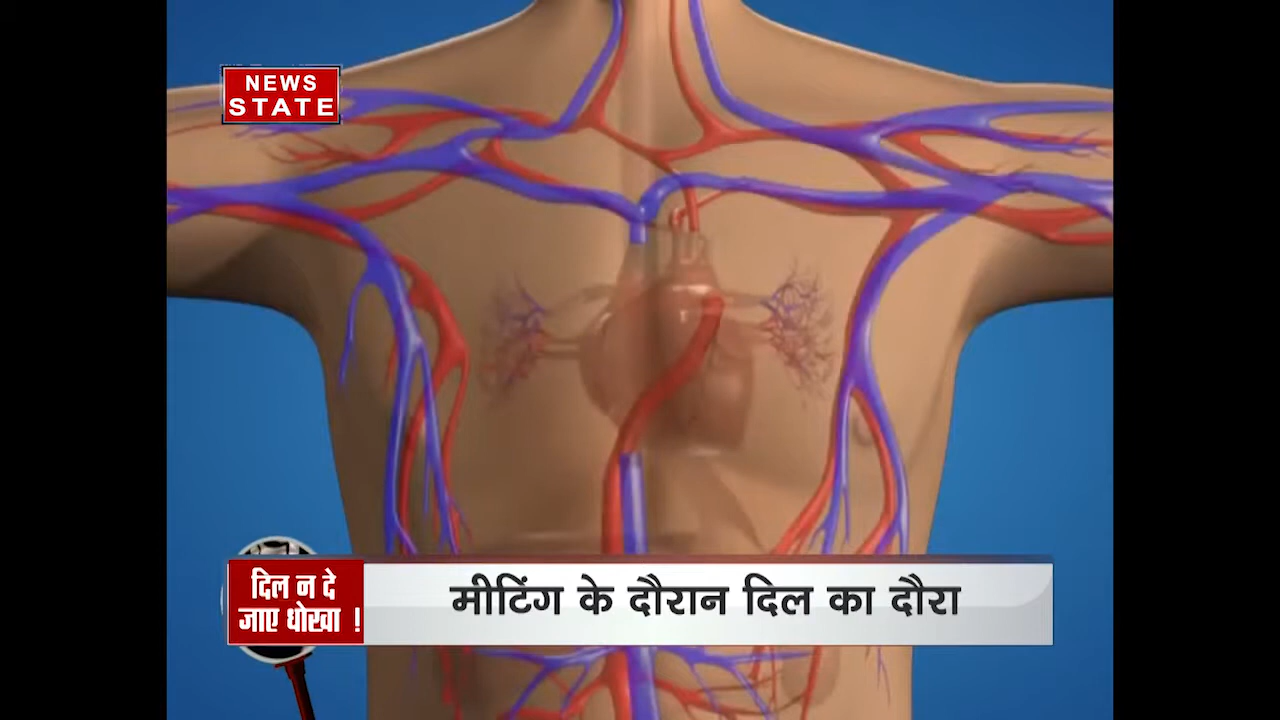 NEWS
STATE
दिल न दे
जाए धोखा !
मीटिंग के दौरान दिल का दौरा